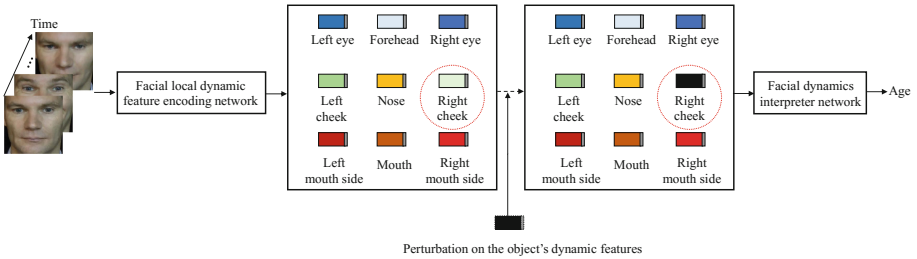 Time
Facial local dynamic
feature encoding network
Left eye
Forehead
Right eye
Left
cheek
Nose
Right
cheek
Left
mouth side
Mouth
Right
mouth side
Left eye
Forehead
Right eye
Left
cheek
Nose
Right
cheek
Left
mouth side
Mouth
Right
mouth side
Facial dynamics
interpreter network
Age
Perturbation on the object's dynamic features